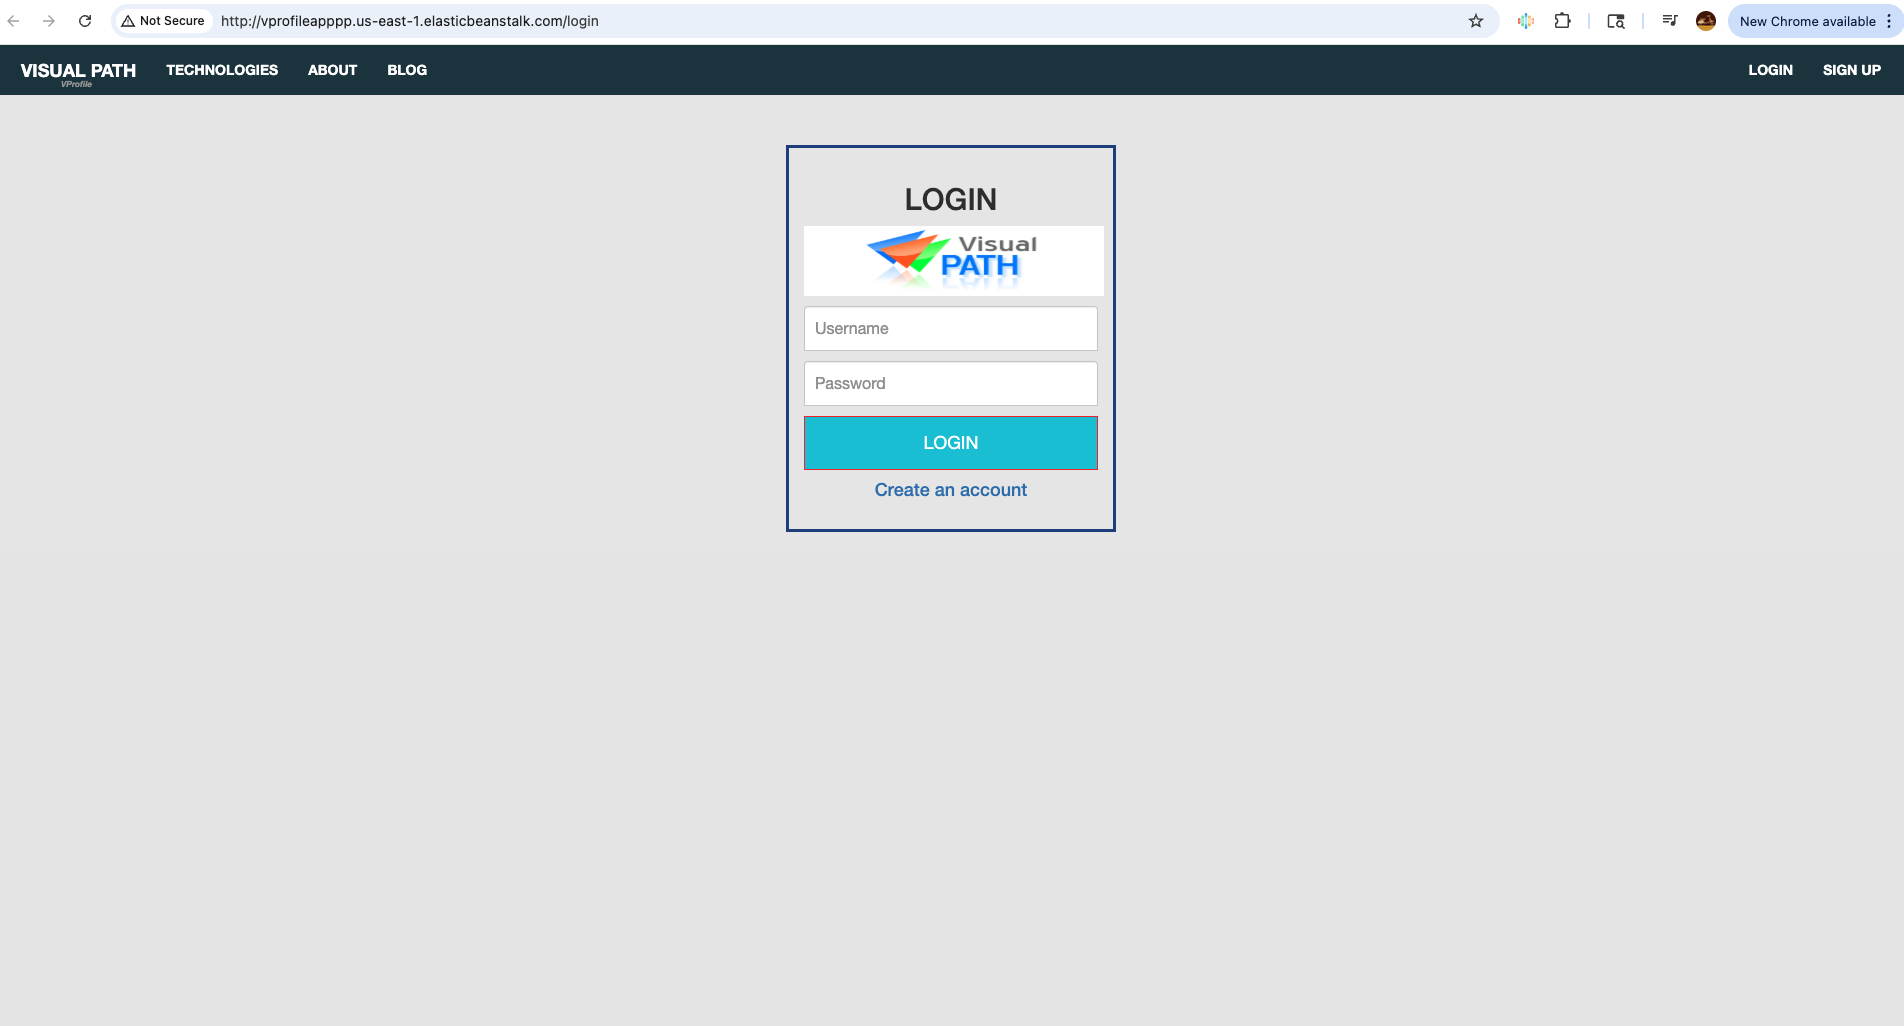 Not Secure http://vprofileapppp.us-east-1.elasticbeanstalk.com/login New Chrome available
VISUAL PATH TECHNOLOGIES ABOUT BLOG LOGIN SIGN UP
VProfile
LOGIN
Visual
PATH
Username
Password
LOGIN
Create an account